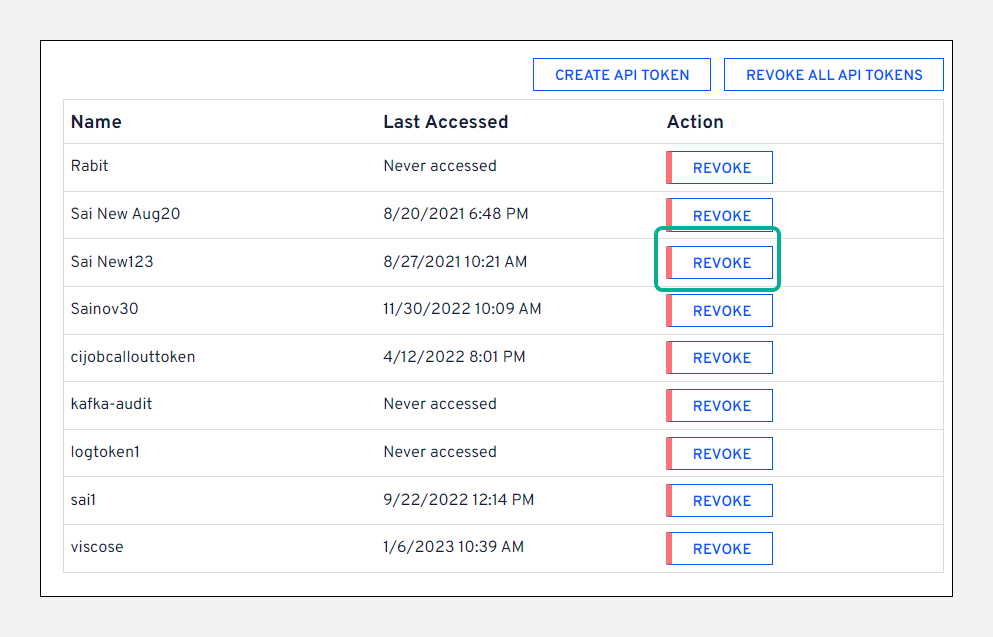 CREATE API TOKEN REVOKE ALL API TOKENS
Name Last Accessed Action
Rabit Never accessed REVOKE
Sai New Aug20 8/20/2021 6:48 PM REVOKE
Sai New123 8/27/2021 10:21 AM REVOKE
Sainov30 11/30/2022 10:09 AM REVOKE
cijobcallouttoken 4/12/2022 8:01 PM REVOKE
kafka-audit Never accessed REVOKE
logtoken1 Never accessed REVOKE
sai1 9/22/2022 12:14 PM REVOKE
viscose 1/6/2023 10:39 AM REVOKE